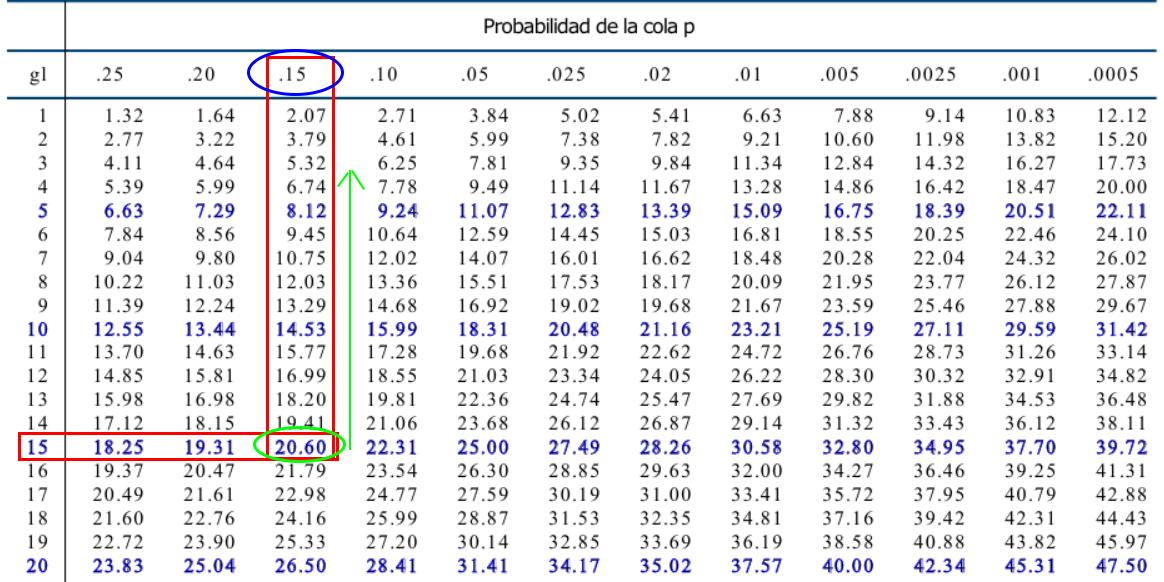 Probabilidad de la cola p
gl .25 .20 .15 .10 .05 .025 .02 .01 .005 .0025 .001 .0005
1 1.32 1.64 2.07 2.71 3.84 5.02 5.41 6.63 7.88 9.14 10.83 12.12
2 2.77 3.22 3.79 4.61 5.99 7.38 7.82 9.21 10.60 11.98 13.82 15.20
3 4.11 4.64 5.32 6.25 7.81 9.35 9.84 11.34 12.84 14.32 16.27 17.73
4 5.39 5.99 6.74 7.78 9.49 11.14 11.67 13.28 14.86 16.42 18.47 20.00
5 6.63 7.29 8.12 9.24 11.07 12.83 13.39 15.09 16.75 18.39 20.51 22.11
6 7.84 8.56 9.45 10.64 12.59 14.45 15.03 16.81 18.55 20.25 22.46 24.10
7 9.04 9.80 10.75 12.02 14.07 16.01 16.62 18.48 20.28 22.04 24.32 26.02
8 10.22 11.03 12.03 13.36 15.51 17.53 18.17 20.09 21.95 23.77 26.12 27.87
9 11.39 12.24 13.29 14.68 16.92 19.02 19.68 21.67 23.59 25.46 27.88 29.67
10 12.55 13.44 14.53 15.99 18.31 20.48 21.16 23.21 25.19 27.11 29.59 31.42
11 13.70 14.63 15.77 17.28 19.68 21.92 22.62 24.72 26.76 28.73 31.26 33.14
12 14.85 15.81 16.99 18.55 21.03 23.34 24.05 26.22 28.30 30.32 32.91 34.82
13 15.98 16.98 18.20 19.81 22.36 24.74 25.47 27.69 29.82 31.88 34.53 36.48
14 17.12 18.15 19.41 21.06 23.68 26.12 26.87 29.14 31.32 33.43 36.12 38.11
15 18.25 19.31 20.60 22.31 25.00 27.49 28.26 30.58 32.80 34.95 37.70 39.72
16 19.37 20.47 21.79 23.54 26.30 28.85 29.63 32.00 34.27 36.46 39.25 41.31
17 20.49 21.61 22.98 24.77 27.59 30.19 31.00 33.41 35.72 37.95 40.79 42.88
18 21.60 22.76 24.16 25.99 28.87 31.53 32.35 34.81 37.16 39.42 42.31 44.43
19 22.72 23.90 25.33 27.20 30.14 32.85 33.69 36.19 38.58 40.88 43.82 45.97
20 23.83 25.04 26.50 28.41 31.41 34.17 35.02 37.57 40.00 42.34 45.31 47.50